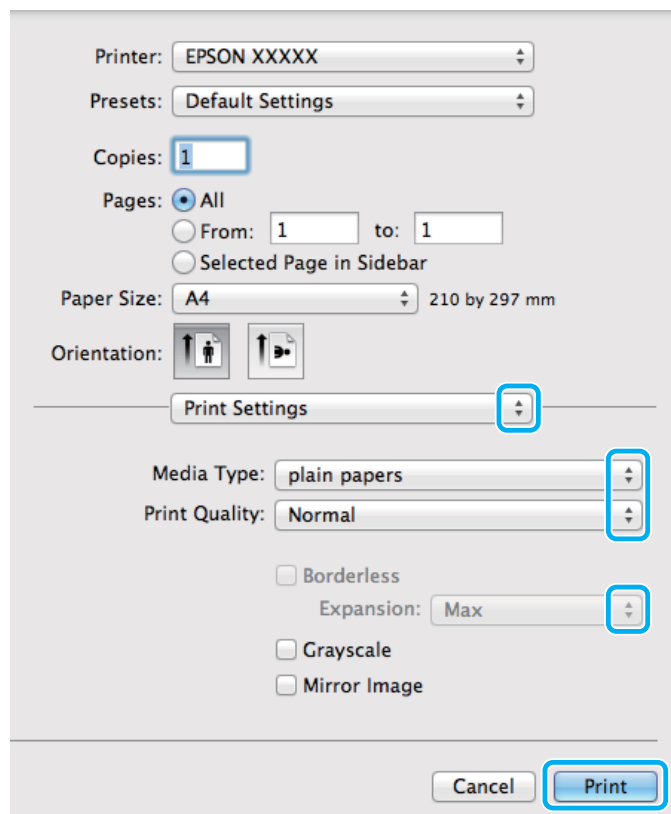 Printer: EPSON XXXXX
Presets: Default Settings
Copies: 1
Pages: All
From: 1 to: 1
Selected Page in Sidebar
Paper Size: A4 210 by 297 mm
Orientation:
Print Settings
Media Type: plain papers
Print Quality: Normal
Borderless
Expansion: Max
Grayscale
Mirror Image
Cancel Print